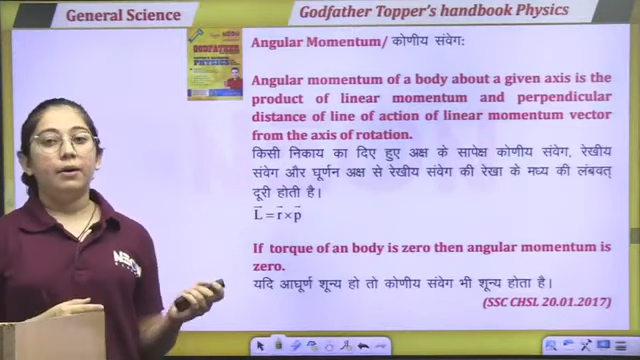 General Science
Godfather Topper's handbook Physics
Angular Momentum/ कोणीय संवेग:
Angular momentum of a body about a given axis is the
product of linear momentum and perpendicular
distance of line of action of linear momentum vector
from the axis of rotation.
किसी निकाय का दिए हुए अक्ष के सापेक्ष कोणीय संवेग, रेखीय
संवेग और घूर्णन अक्ष से रेखीय संवेग की रेखा के मध्य की लंबवत्
दूरी होती है।
L⃗ = r⃗ × p⃗
If torque of an body is zero then angular momentum is
zero.
यदि आघूर्ण शून्य हो तो कोणीय संवेग भी शून्य होता है।
(SSC CHSL 20.01.2017)